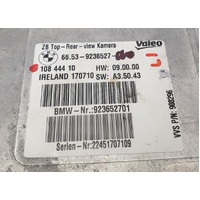 ZB Top-Rear-view Kamera
Valeo
66.53-9236527-
108 444 10 HW: 09.00.00
IRELAND 170710 SW: A3.50.43
BMW-Nr.:923652701
Serien-Nr:22451707109
VVS P/N: 980296